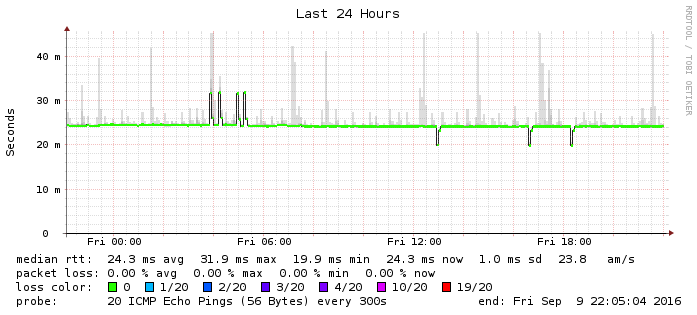 Last 24 Hours
RRDTOOL / TOBI OETIKER
Seconds
40 m
30 m
20 m
10 m
0
Fri 00:00 Fri 06:00 Fri 12:00 Fri 18:00
median rtt: 24.3 ms avg 31.9 ms max 19.9 ms min 24.3 ms now 1.0 ms sd 23.8 am/s
packet loss: 0.00 % avg 0.00 % max 0.00 % min 0.00 % now
loss color: 0 1/20 2/20 3/20 4/20 10/20 19/20
probe: 20 ICMP Echo Pings (56 Bytes) every 300s end: Fri Sep 9 22:05:04 2016